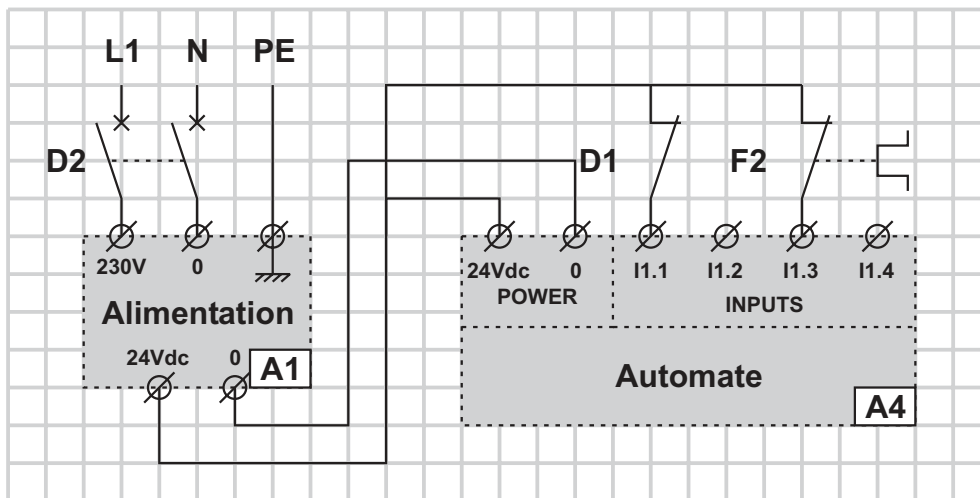 L1 N PE
D2 D1 F2
230V 0 24Vdc 0 I1.1 I1.2 I1.3 I1.4
POWER INPUTS
Alimentation
24Vdc 0 A1
Automate
A4